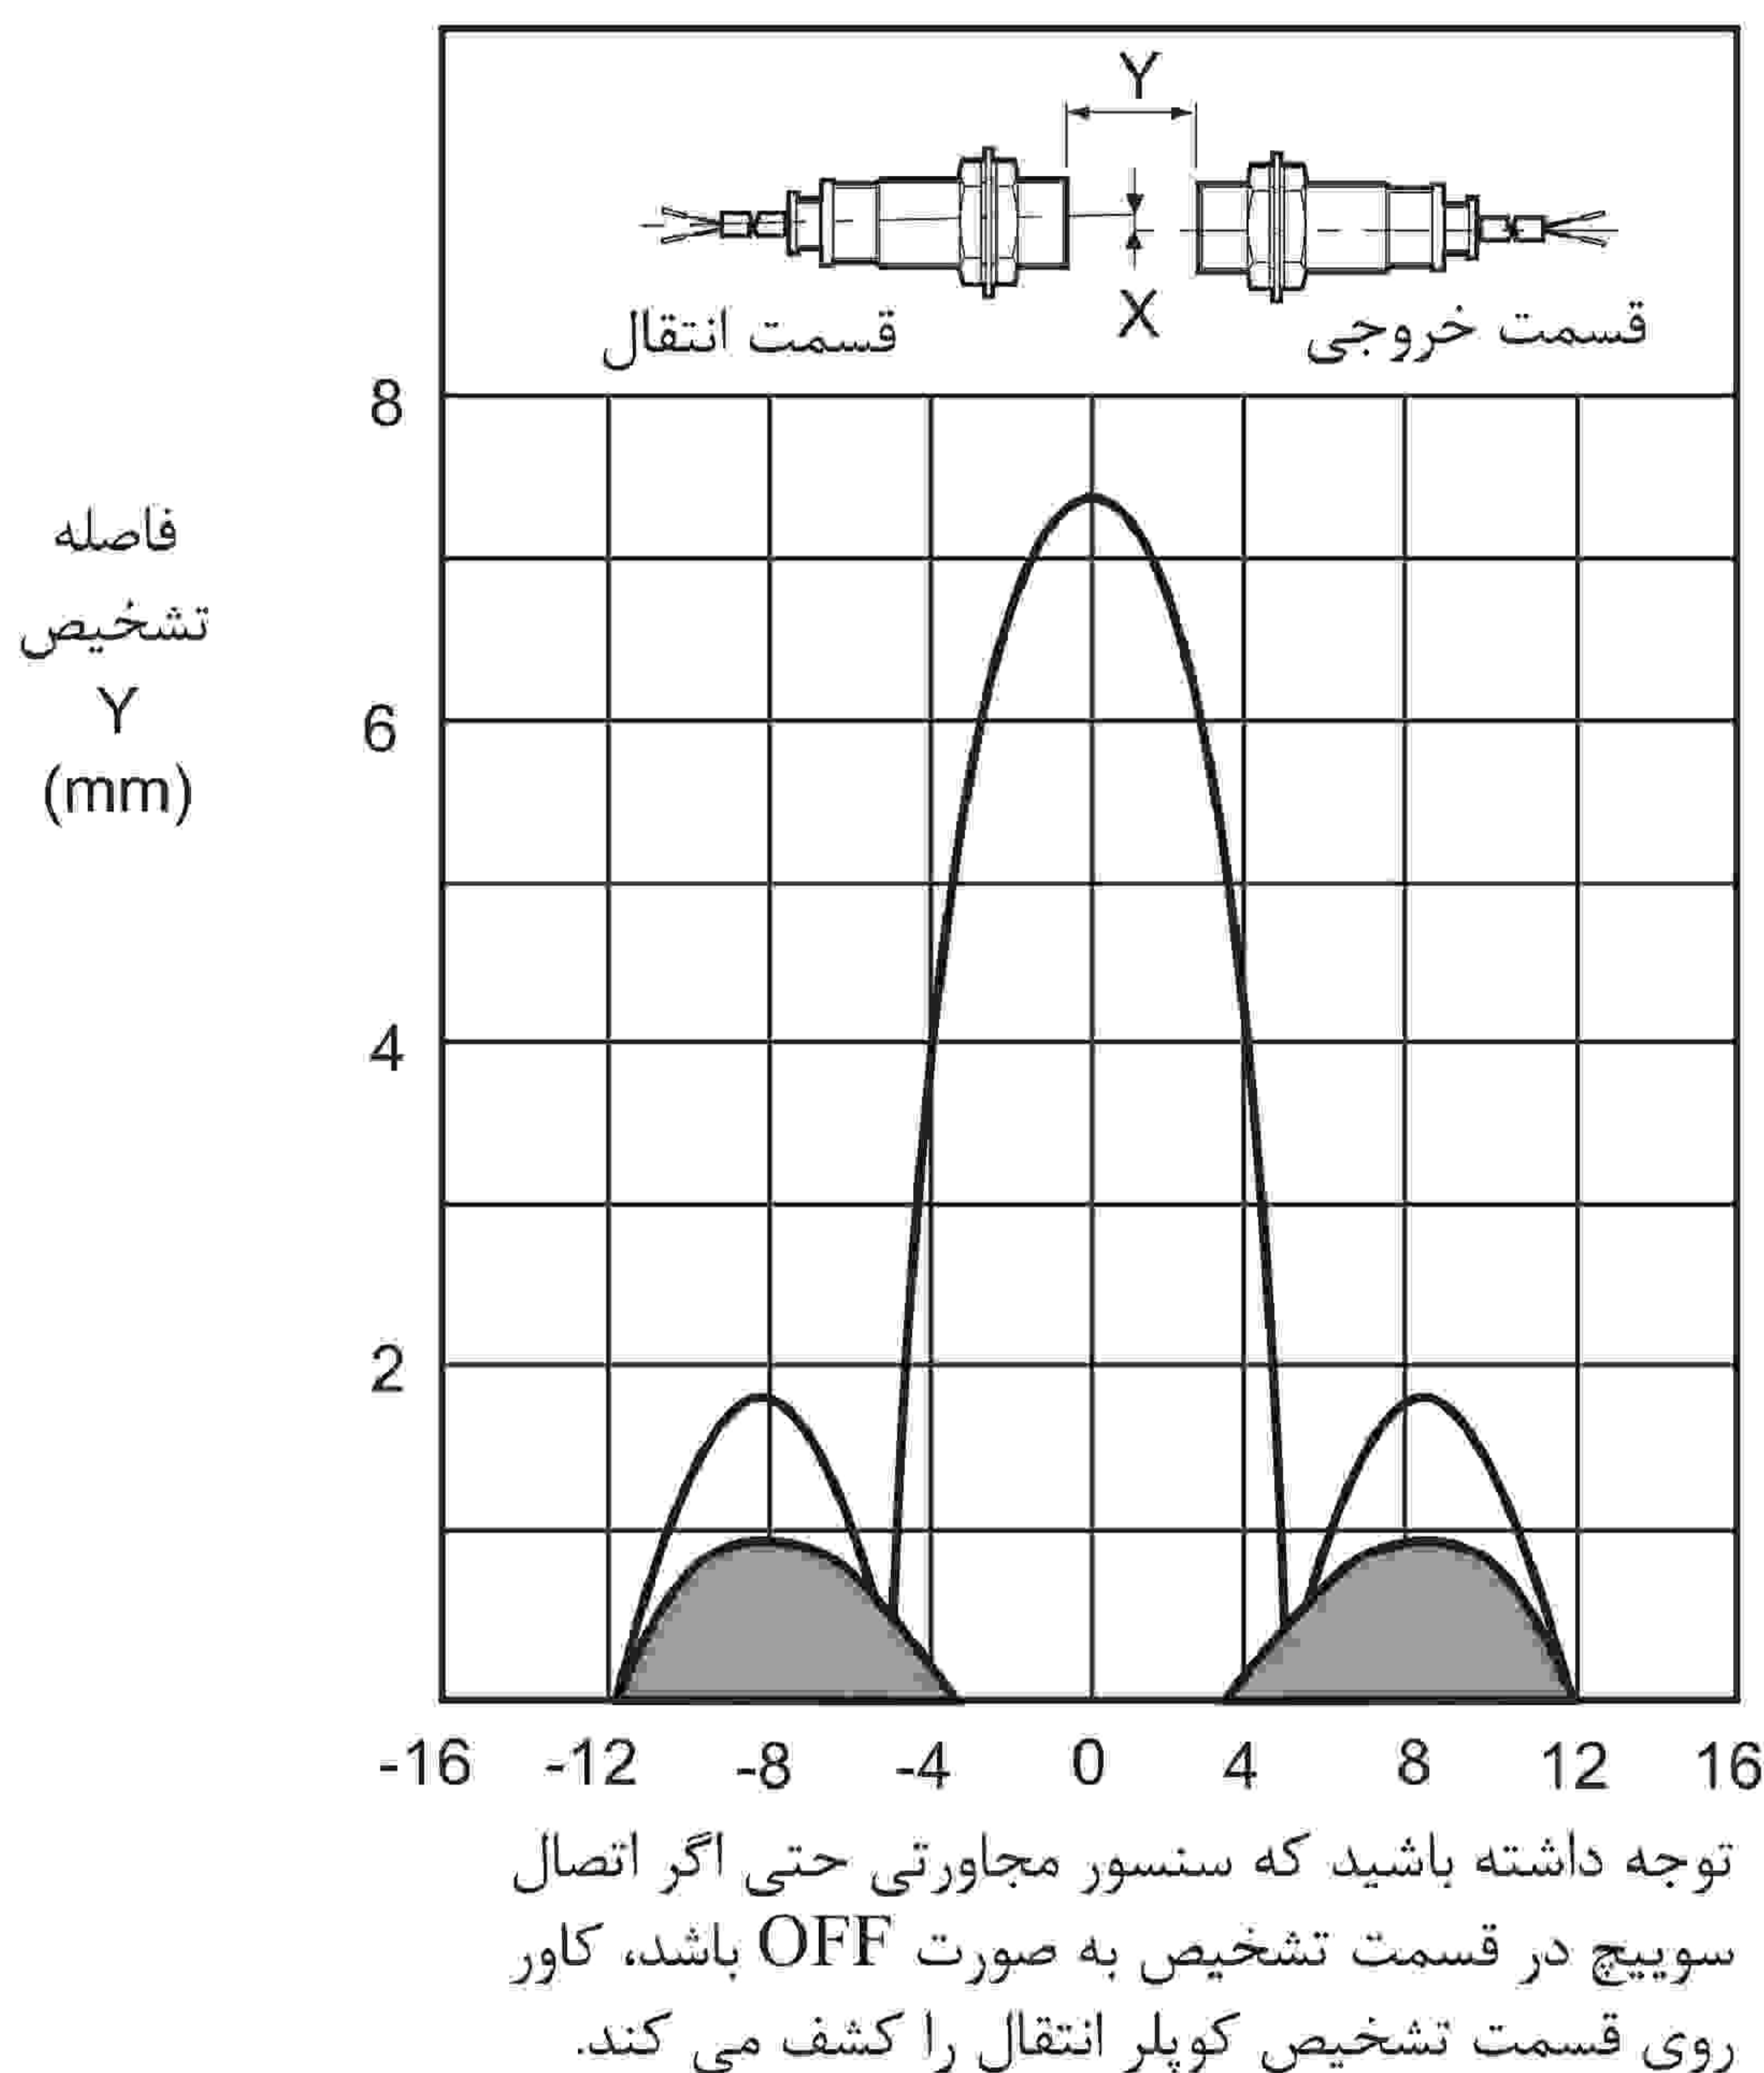 Y
X
قسمت انتقال
قسمت خروجی
فاصله
تشخیص
Y
(mm)
8
6
4
2
-16 -12 -8 -4 0 4 8 12 16
توجه داشته باشید که سنسور مجاورتی حتی اگر اتصال
سوییچ در قسمت تشخیص به صورت OFF باشد، کاور
روی قسمت تشخیص کوپلر انتقال را کشف می کند.